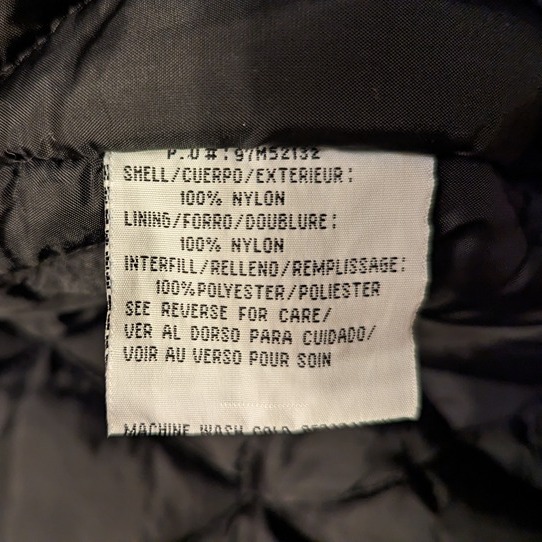 P.O#:97M52132
SHELL/CUERPO/EXTERIEUR:
100% NYLON
LINING/FORRO/DOUBLURE:
100% NYLON
INTERFILL/RELLENO/REMPLISSAGE:
100%POLYESTER/POLIESTER
SEE REVERSE FOR CARE/
VER AL DORSO PARA CUIDADO/
VOIR AU VERSO POUR SOIN
MACHINE WASH COLD